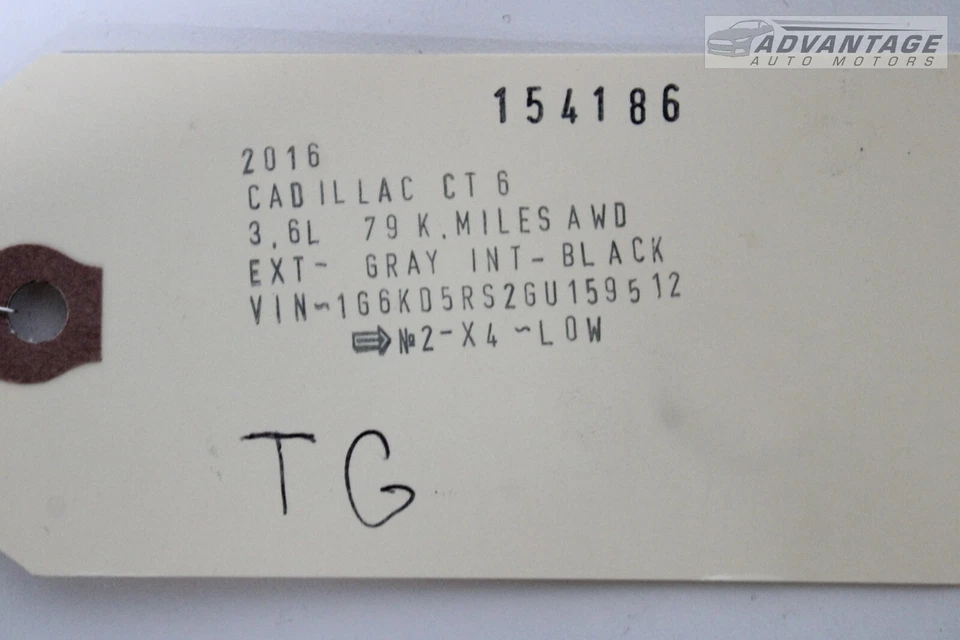 ADVANTAGE
AUTO MOTORS
154186
2016
CADILLAC CT6
3,6L 79 K.MILES AWD
EXT- GRAY INT-BLACK
VIN~1G6KD5RS2GU159512
⇨ №2-X4~LOW
TG